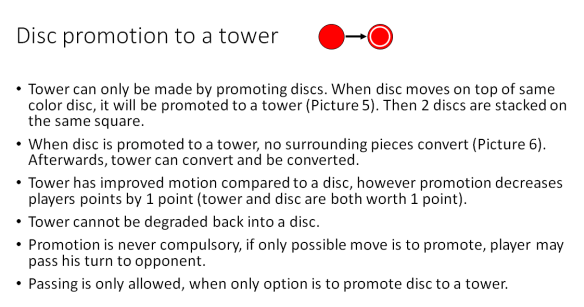 Disc promotion to a tower
• Tower can only be made by promoting discs. When disc moves on top of same
color disc, it will be promoted to a tower (Picture 5). Then 2 discs are stacked on
the same square.
• When disc is promoted to a tower, no surrounding pieces convert (Picture 6).
Afterwards, tower can convert and be converted.
• Tower has improved motion compared to a disc, however promotion decreases
players points by 1 point (tower and disc are both worth 1 point).
• Tower cannot be degraded back into a disc.
• Promotion is never compulsory, if only possible move is to promote, player may
pass his turn to opponent.
• Passing is only allowed, when only option is to promote disc to a tower.